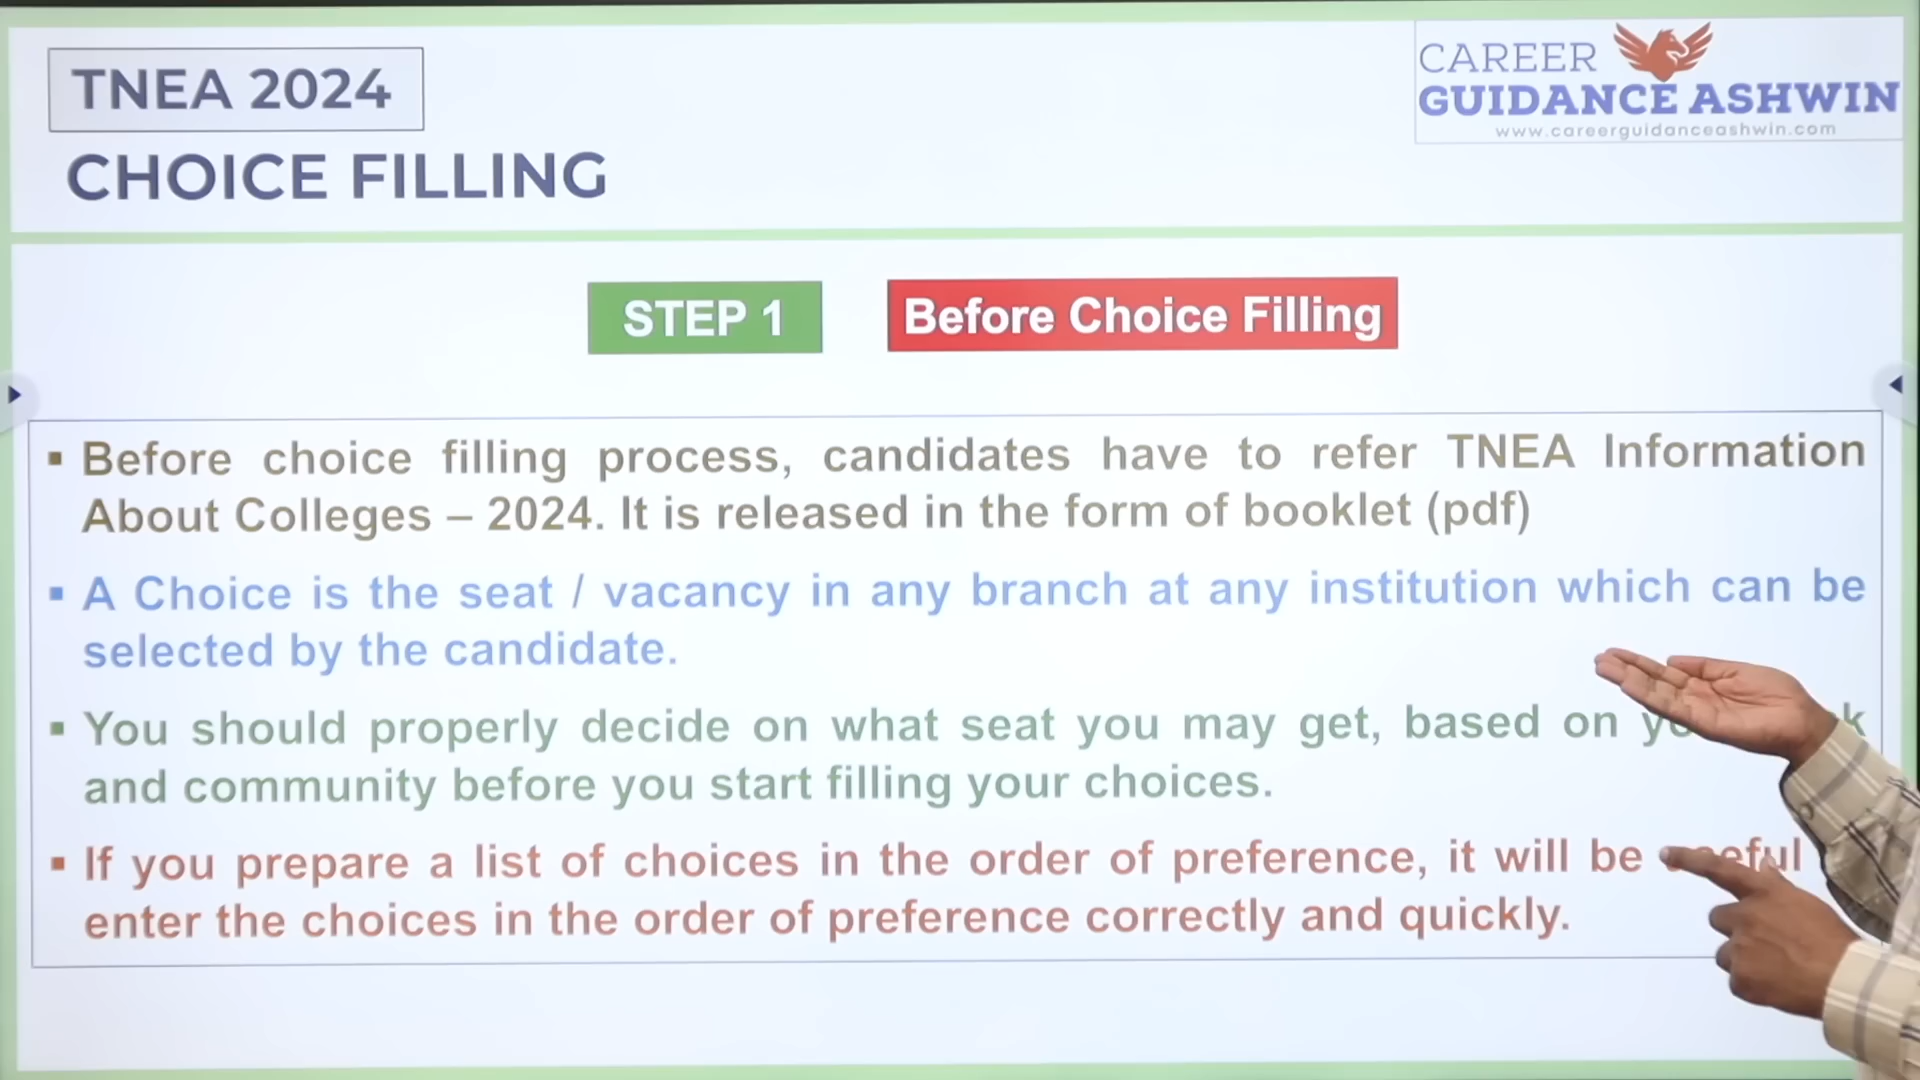 TNEA 2024
CHOICE FILLING
CAREER
GUIDANCE ASHWIN
www.careerguidanceashwin.com
STEP 1
Before Choice Filling
▪ Before choice filling process, candidates have to refer TNEA Information
About Colleges – 2024. It is released in the form of booklet (pdf)
▪ A Choice is the seat / vacancy in any branch at any institution which can be
selected by the candidate.
▪ You should properly decide on what seat you may get, based on
and community before you start filling your choices.
▪ If you prepare a list of choices in the order of preference, it will be
enter the choices in the order of preference correctly and quickly.